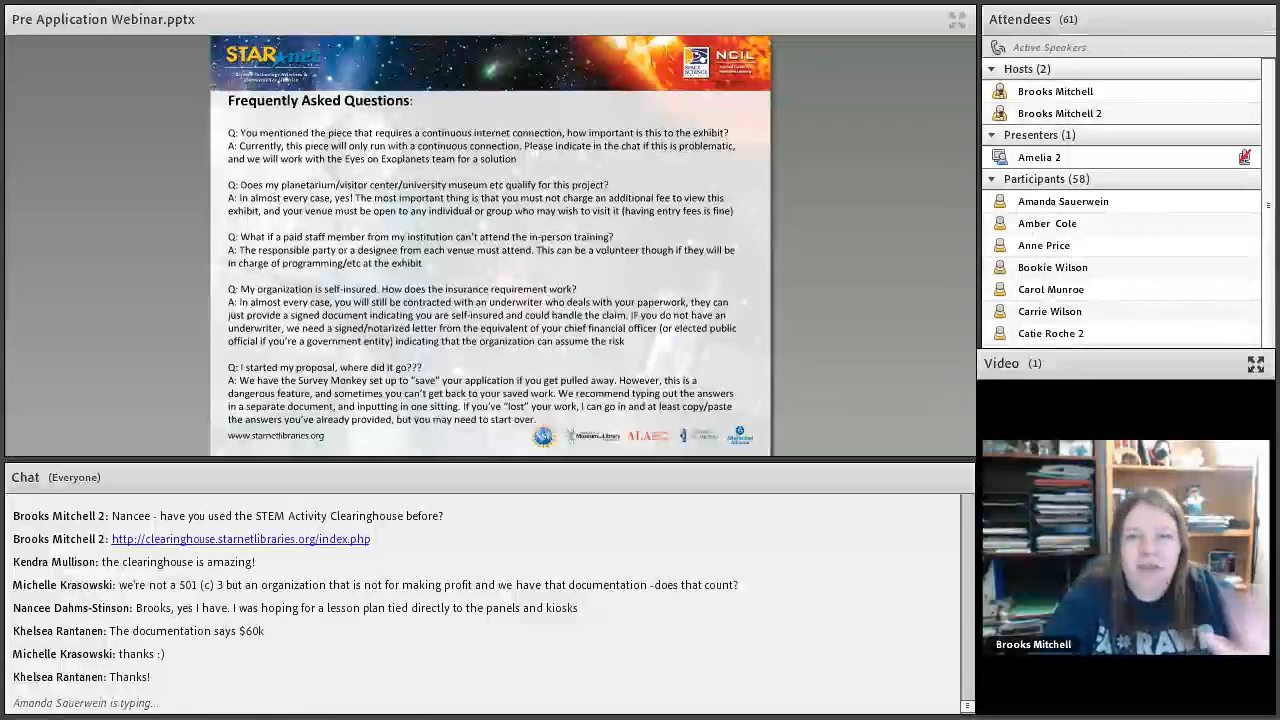 Pre Application Webinar.pptx
STAR
NCIL
Frequently Asked Questions:
Q: You mentioned the piece that requires a continuous internet connection, how important is this to the exhibit?
A: Currently, this piece will only run with a continuous connection. Please indicate in the chat if this is problematic,
and we will work with the Eyes on Exoplanets team for a solution
Q: Does my planetarium/visitor center/university museum etc qualify for this project?
A: In almost every case, yes! The most important thing is that you must not charge an additional fee to view this
exhibit, and your venue must be open to any individual or group who may wish to visit it (having entry fees is fine)
Q: What if a paid staff member from my institution can't attend the in-person training?
A: The responsible party or a designee from each venue must attend. This can be a volunteer though if they will be
in charge of programming/etc at the exhibit
Q: My organization is self-insured. How does the insurance requirement work?
A: In almost every case, you will still be contracted with an underwriter who deals with your paperwork, they can
just provide a signed document indicating you are self-insured and could handle the claim. IF you do not have an
underwriter, we need a signed/notarized letter from the equivalent of your chief financial officer (or elected public
official if you're a government entity) indicating that the organization can assume the risk
Q: I started my proposal, where did it go???
A: We have the Survey Monkey set up to "save" your application if you get pulled away. However, this is a
dangerous feature, and sometimes you can't get back to your saved work. We recommend typing out the answers
in a separate document, and inputting in one sitting. If you've "lost" your work, I can go in and at least copy/paste
the answers you've already provided, but you may need to start over.
www.starnetlibraries.org
Museum and Library
ALA
Chat (Everyone)
Brooks Mitchell 2: Nancee - have you used the STEM Activity Clearinghouse before?
Brooks Mitchell 2: http://clearinghouse.starnetlibraries.org/index.php
Kendra Mullison: the clearinghouse is amazing!
Michelle Krasowski: we're not a 501 (c) 3 but an organization that is not for making profit and we have that documentation -does that count?
Nancee Dahms-Stinson: Brooks, yes I have. I was hoping for a lesson plan tied directly to the panels and kiosks
Khelsea Rantanen: The documentation says $60k
Michelle Krasowski: thanks :)
Khelsea Rantanen: Thanks!
Amanda Sauerwein is typing...
Attendees (61)
Active Speakers
Hosts (2)
Brooks Mitchell
Brooks Mitchell 2
Presenters (1)
Amelia 2
Participants (58)
Amanda Sauerwein
Amber Cole
Anne Price
Bookie Wilson
Carol Munroe
Carrie Wilson
Catie Roche 2
Video (1)
Brooks Mitchell